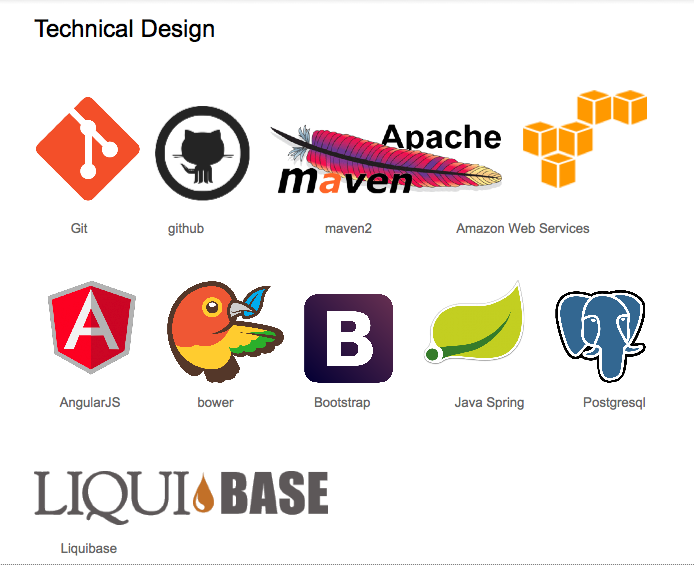 Technical Design
Apache
maven
Git
github
maven2
Amazon Web Services
A
B
AngularJS
bower
Bootstrap
Java Spring
Postgresql
LIQUIBASE
Liquibase